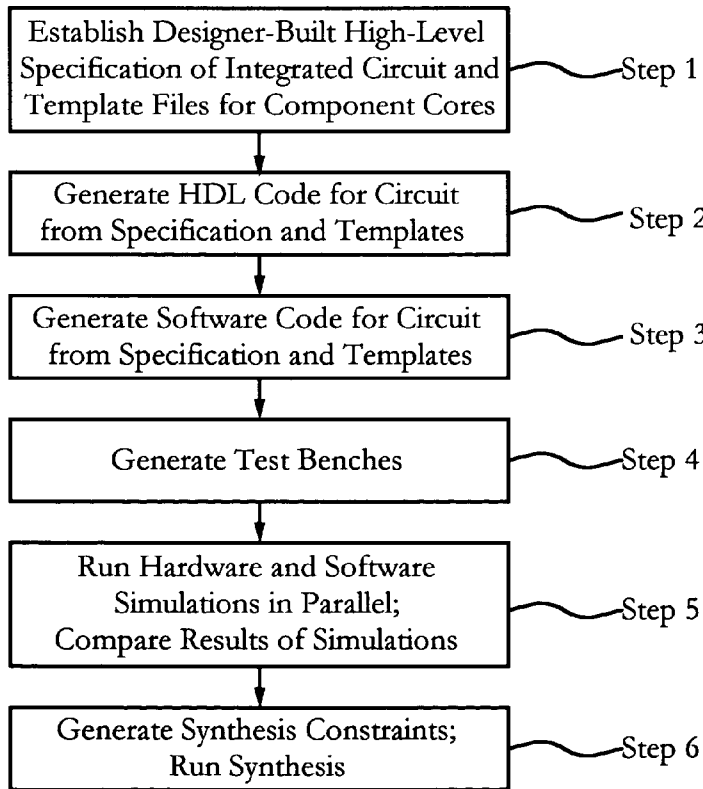 Establish Designer-Built High-Level
Specification of Integrated Circuit and
Template Files for Component Cores
Step 1
Generate HDL Code for Circuit
from Specification and Templates
Step 2
Generate Software Code for Circuit
from Specification and Templates
Step 3
Generate Test Benches
Step 4
Run Hardware and Software
Simulations in Parallel;
Compare Results of Simulations
Step 5
Generate Synthesis Constraints;
Run Synthesis
Step 6